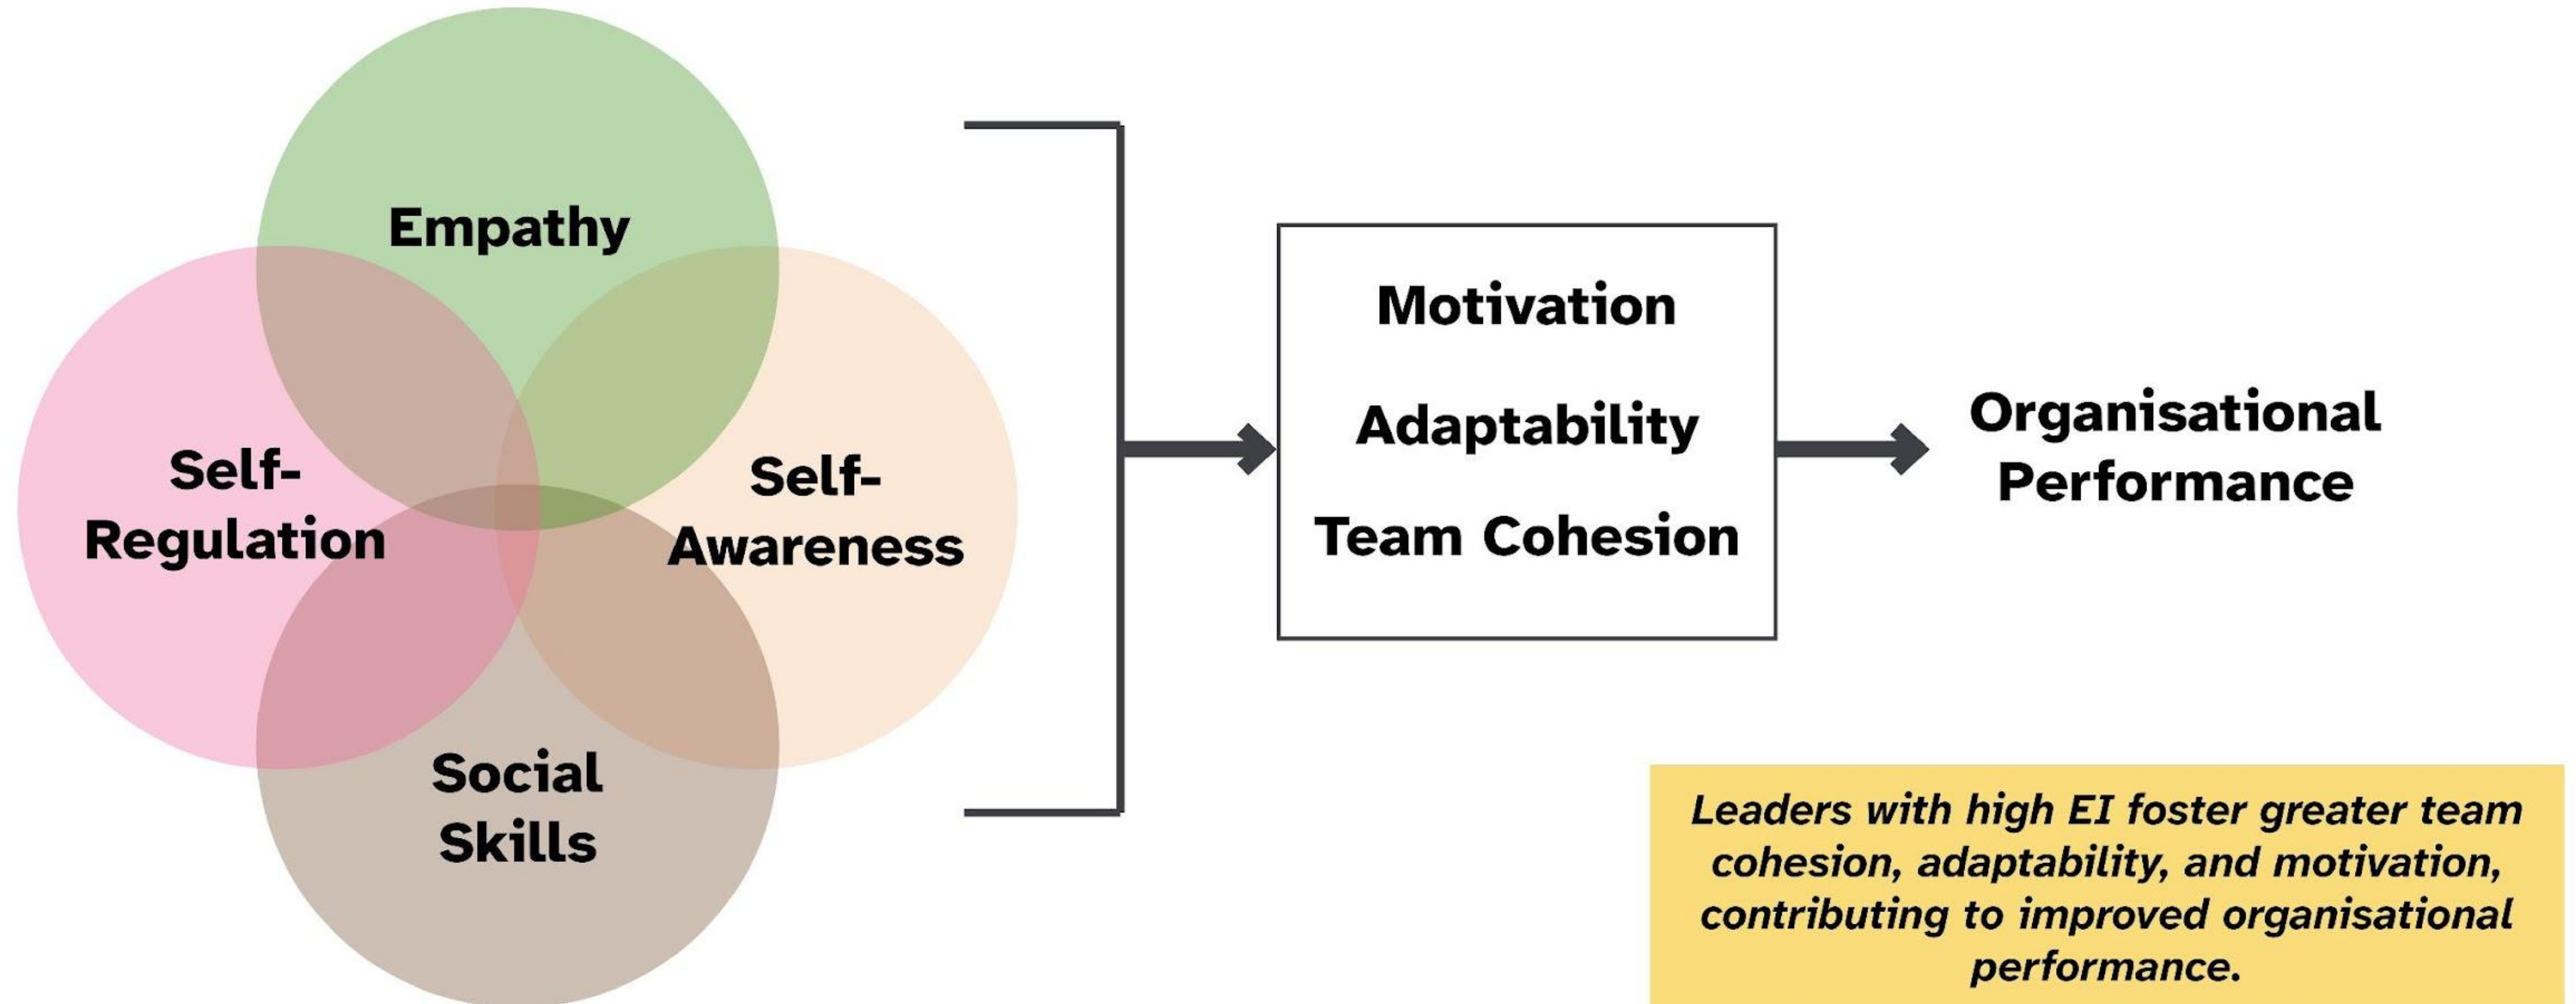 Empathy
Self-
Regulation
Self-
Awareness
Social
Skills
Motivation
Adaptability
Team Cohesion
Organisational
Performance
Leaders with high EI foster greater team
cohesion, adaptability, and motivation,
contributing to improved organisational
performance.